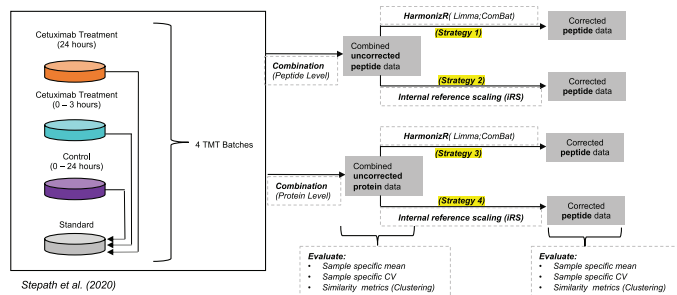 Cetuximab Treatment
(24 hours)
Cetuximab Treatment
(0 – 3 hours)
Control
(0 – 24 hours)
Standard
4 TMT Batches
Stepath et al. (2020)
Combination
(Peptide Level)
Combined
uncorrected
peptide data
HarmonizR( Limma;ComBat)
(Strategy 1)
Corrected
peptide data
(Strategy 2)
Internal reference scaling (iRS)
Corrected
peptide data
Combination
(Protein Level)
Combined
uncorrected
protein data
HarmonizR( Limma;ComBat)
(Strategy 3)
Corrected
peptide data
(Strategy 4)
Internal reference scaling (iRS)
Corrected
peptide data
Evaluate:
• Sample specific mean
• Sample specific CV
• Similarity metrics (Clustering)
Evaluate:
• Sample specific mean
• Sample specific CV
• Similarity metrics (Clustering)